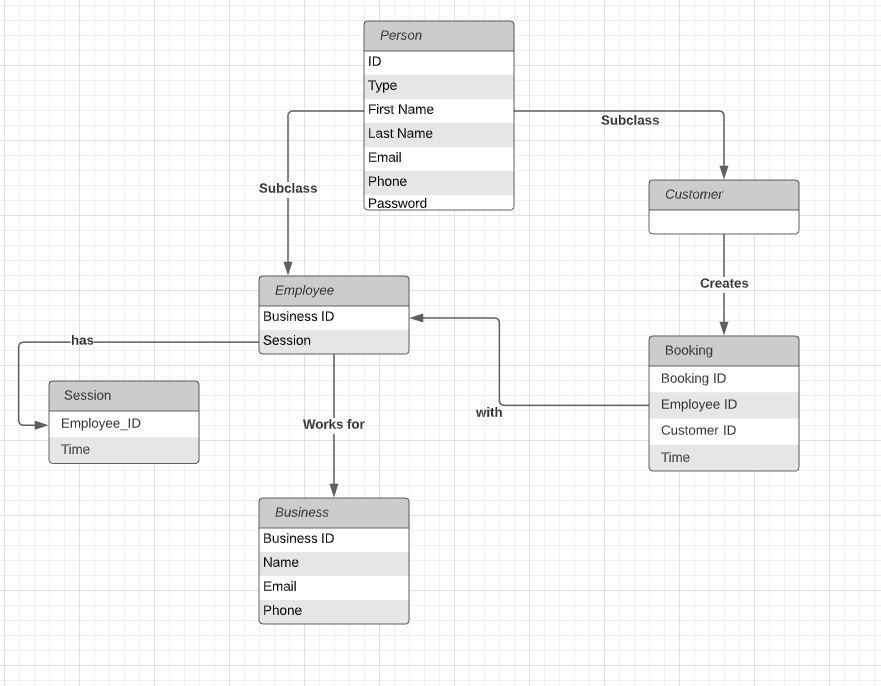 Person
ID
Type
First Name
Last Name
Email
Phone
Password
Subclass
Subclass
Customer
Creates
Employee
Business ID
Session
has
Session
Employee_ID
Time
Works for
with
Booking
Booking ID
Employee ID
Customer ID
Time
Business
Business ID
Name
Email
Phone